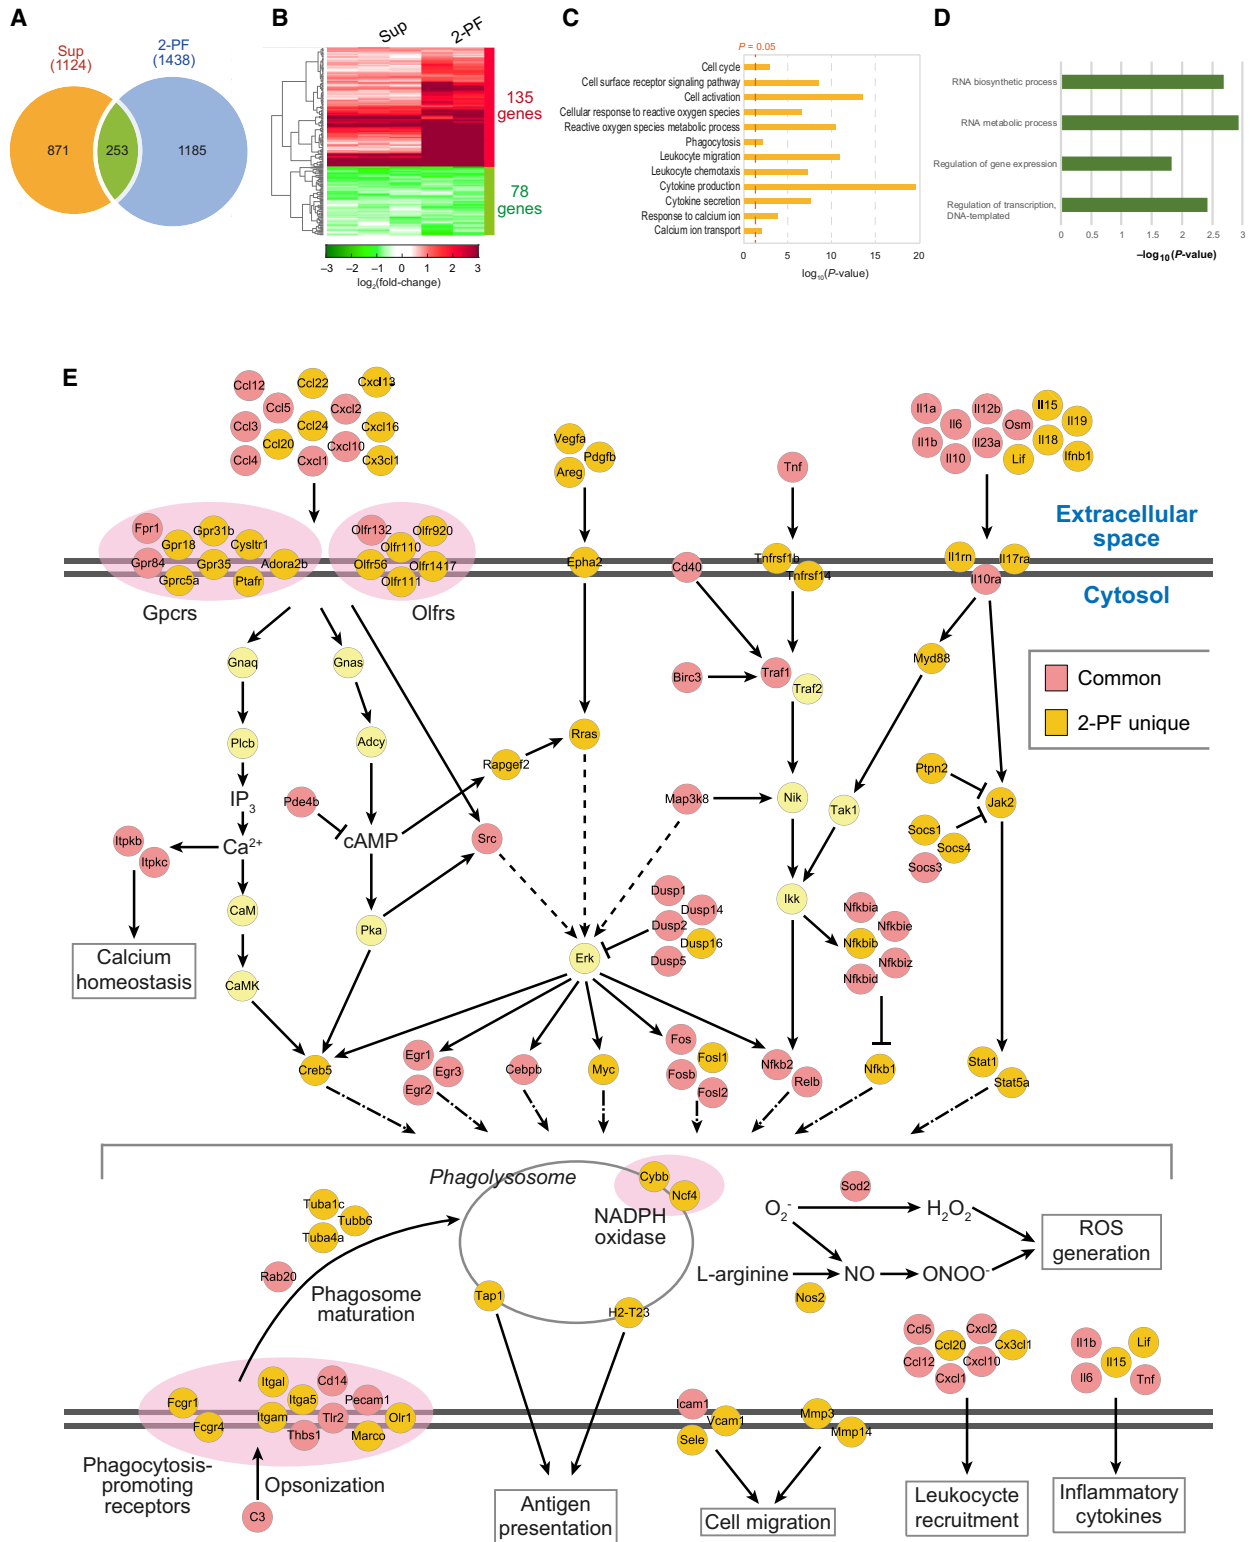 A
Sup
(1124)
2-PF
(1438)
871
253
1185
B
Sup
2-PF
135
genes
78
genes
–3
–2
–1
0
1
2
3
log2(fold-change)
C
P = 0.05
Cell cycle
Cell surface receptor signaling pathway
Cell activation
Cellular response to reactive oxygen species
Reactive oxygen species metabolic process
Phagocytosis
Leukocyte migration
Leukocyte chemotaxis
Cytokine production
Cytokine secretion
Response to calcium ion
Calcium ion transport
0
5
10
15
20
log10(P-value)
D
RNA biosynthetic process
RNA metabolic process
Regulation of gene expression
Regulation of transcription,
DNA-templated
0
0.5
1
1.5
2
2.5
3
–log10(P-value)
E
Ccl12
Ccl22
Cxcl13
Ccl5
Cxcl2
Ccl3
Ccl24
Cxcl16
Ccl20
Cxcl10
Ccl4
Cxcl1
Cx3cl1
Vegfa
Pdgfb
Areg
Tnf
Il1a
Il12b
Il15
Il6
Osm
Il19
Il1b
Il23a
Il18
Il10
Lif
Ifnb1
Extracellular
space
Fpr1
Gpr31b
Gpr18
Cysltr1
Gpr84
Gpr35
Adora2b
Gprc5a
Ptafr
Olfr132
Olfr920
Olfr110
Olfr56
Olfr1417
Olfr111
Epha2
Cd40
Tnfrsf1b
Tnfrsf14
Il1rn
Il17ra
Il10ra
Cytosol
Gpcrs
Olfrs
Gnaq
Gnas
Myd88
Birc3
Traf1
Traf2
Common
2-PF unique
Plcb
Adcy
Rras
Rapgef2
Ptpn2
IP3
Pde4b
Map3k8
Nik
Tak1
Jak2
Itpkb
Itpkc
Ca2+
cAMP
Src
Socs1
Socs4
Socs3
CaM
Pka
Dusp1
Dusp14
Dusp2
Dusp16
Dusp5
Ikk
Nfkbia
Nfkbie
Nfkbib
Nfkbiz
Nfkbid
Calcium
homeostasis
CaMK
Erk
Creb5
Egr1
Egr3
Egr2
Cebpb
Myc
Fos
Fosl1
Fosb
Fosl2
Nfkb2
Relb
Nfkb1
Stat1
Stat5a
Phagolysosome
Cybb
Ncf4
NADPH
oxidase
Sod2
O2-
H2O2
ROS
generation
L-arginine
NO
ONOO-
Nos2
Tuba1c
Tubb6
Tuba4a
Rab20
Phagosome
maturation
Tap1
H2-T23
Ccl5
Cxcl2
Ccl20
Cx3cl1
Ccl12
Cxcl10
Cxcl1
Il1b
Lif
Il15
Il6
Tnf
Itgal
Cd14
Fcgr1
Itga5
Pecam1
Fcgr4
Itgam
Tlr2
Olr1
Thbs1
Marco
Icam1
Vcam1
Sele
Mmp3
Mmp14
Phagocytosis-
promoting
receptors
Opsonization
C3
Antigen
presentation
Cell migration
Leukocycte
recruitment
Inflammatory
cytokines